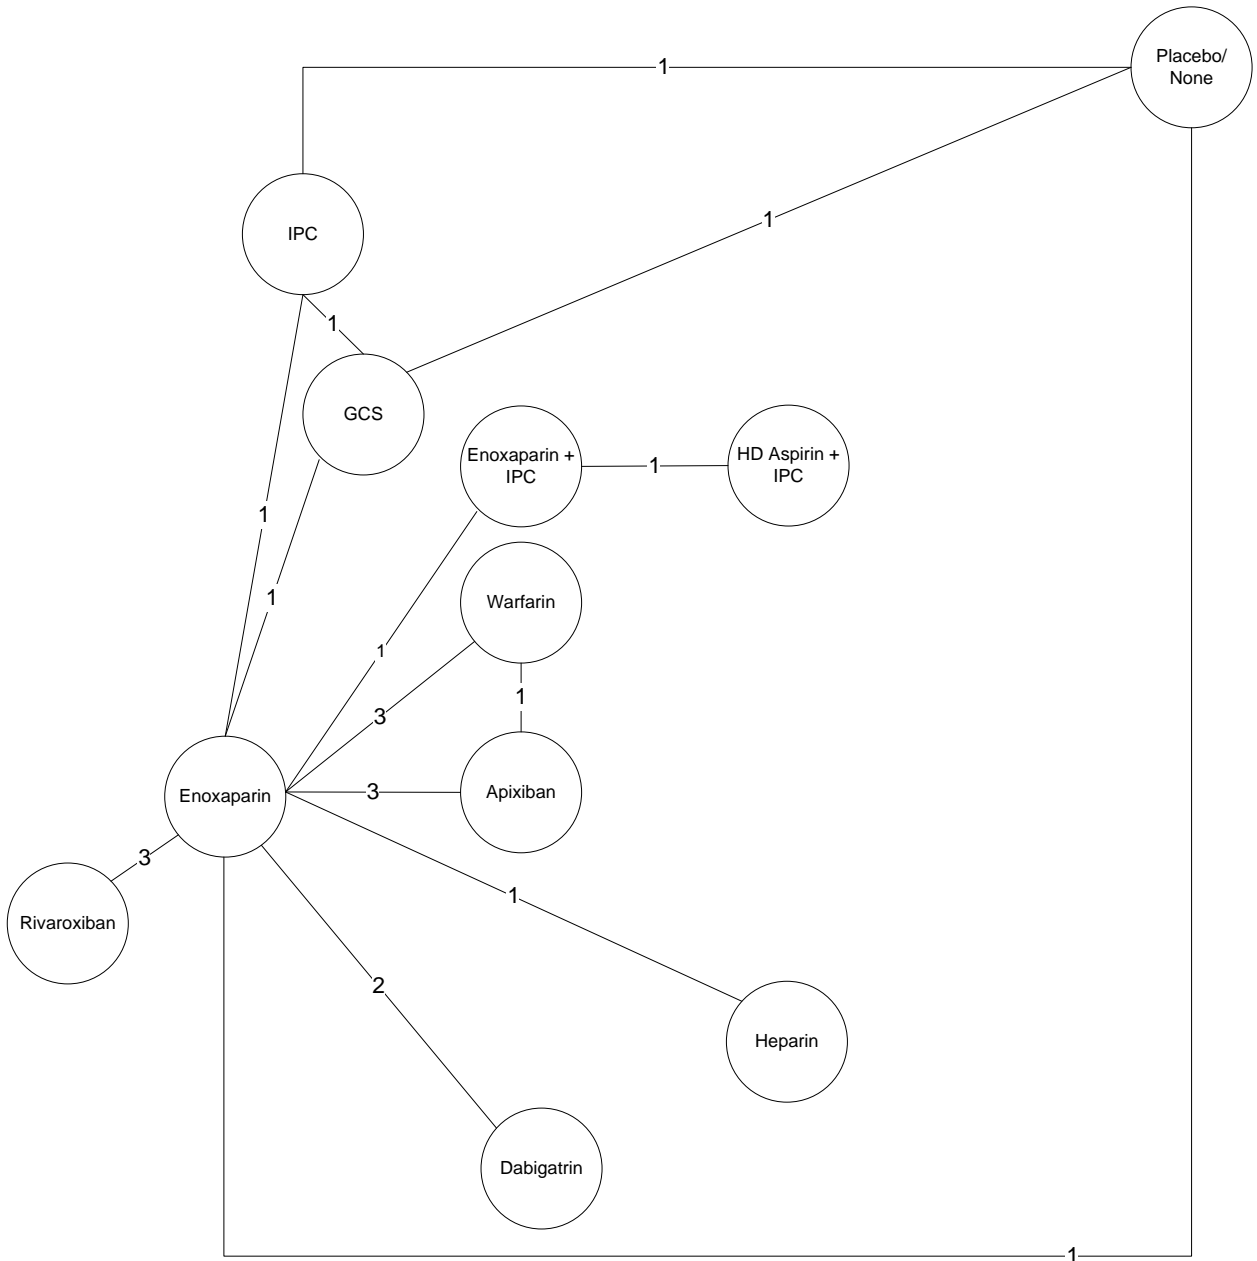 Placebo/
None
1
1
IPC
1
GCS
Enoxaparin +
IPC
1
HD Aspirin +
IPC
1
1
Warfarin
1
3
1
Enoxaparin
3
Apixiban
3
Rivaroxiban
1
2
Heparin
Dabigatrin
1